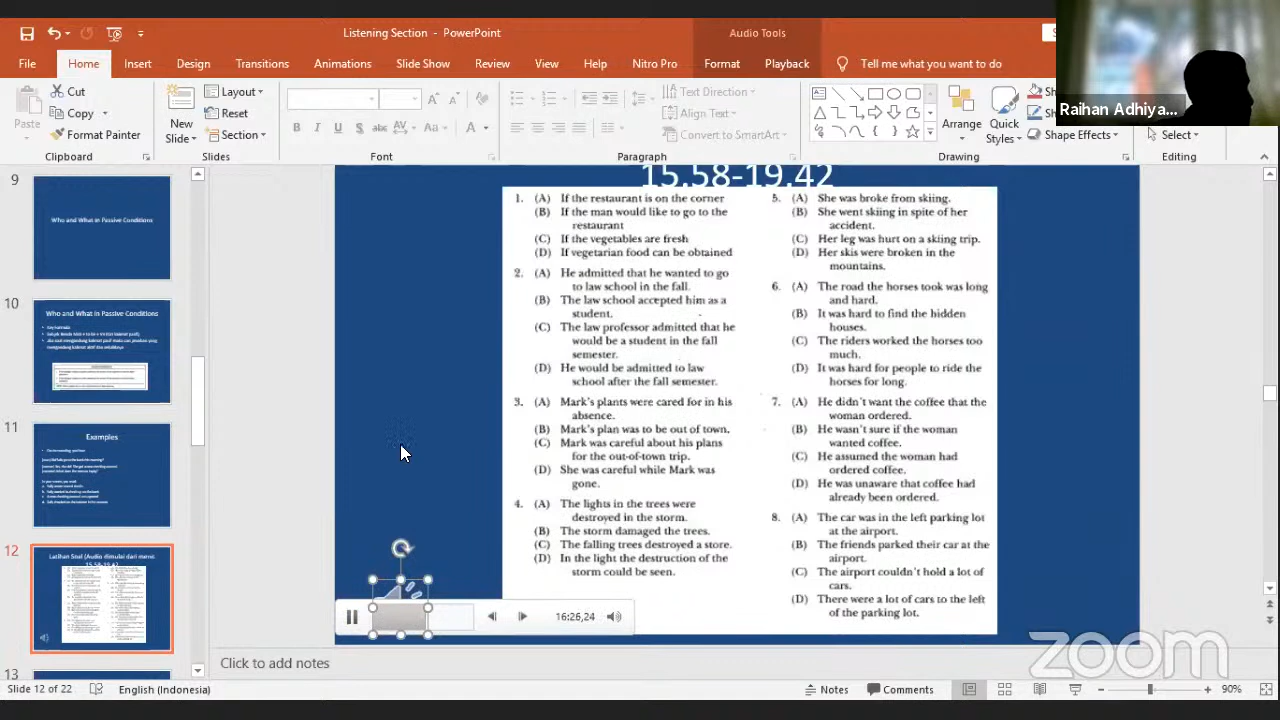 Listening Section - PowerPoint
Audio Tools
File
Home
Insert
Design
Transitions
Animations
Slide Show
Review
View
Help
Nitro Pro
Format
Playback
Tell me what you want to do
Raihan Adhiya...
Paste
Cut
Copy
Format Painter
Clipboard
New
Slide
Layout
Reset
Section
Slides
B I U S abc AV Aa A
Font
Text Direction
Align Text
Convert to SmartArt
Paragraph
Arrange
Quick
Styles
Shape Effects
Drawing
Select
Editing
9
Who and What in Passive Conditions
10
Who and What in Passive Conditions
11
Examples
12
Latihan Soal (Audio dimulai dari menit
15.58-19.42
13
15.58-19.42
1. (A) If the restaurant is on the corner
(B) If the man would like to go to the
restaurant
(C) If the vegetables are fresh
(D) If vegetarian food can be obtained
2. (A) He admitted that he wanted to go
to law school in the fall.
(B) The law school accepted him as a
student.
(C) The law professor admitted that he
would be a student in the fall
semester.
(D) He would be admitted to law
school after the fall semester.
3. (A) Mark's plants were cared for in his
absence.
(B) Mark's plan was to be out of town.
(C) Mark was careful about his plans
for the out-of-town trip.
(D) She was careful while Mark was
gone.
4. (A) The lights in the trees were
destroyed in the storm.
(B) The storm damaged the trees.
(C) The falling trees destroyed a store.
(D) In the light the destruction of the
storm could be seen.
5. (A) She was broke from skiing.
(B) She went skiing in spite of her
accident.
(C) Her leg was hurt on a skiing trip.
(D) Her skis were broken in the
mountains.
6. (A) The road the horses took was long
and hard.
(B) It was hard to find the hidden
houses.
(C) The riders worked the horses too
much.
(D) It was hard for people to ride the
horses for long.
7. (A) He didn't want the coffee that the
woman ordered.
(B) He wasn't sure if the woman
wanted coffee.
(C) He assumed the woman had
ordered coffee.
(D) He was unaware that coffee had
already been ordered.
8. (A) The car was in the left parking lot
at the airport.
(B) The friends parked their car at the
airport.
(C) The airport couldn't hold a lot of
cars.
(D) There were a lot of cars to the left
of the parking lot.
6:26,24
Click to add notes
zoom
Slide 12 of 22
English (Indonesia)
Notes
Comments
90%